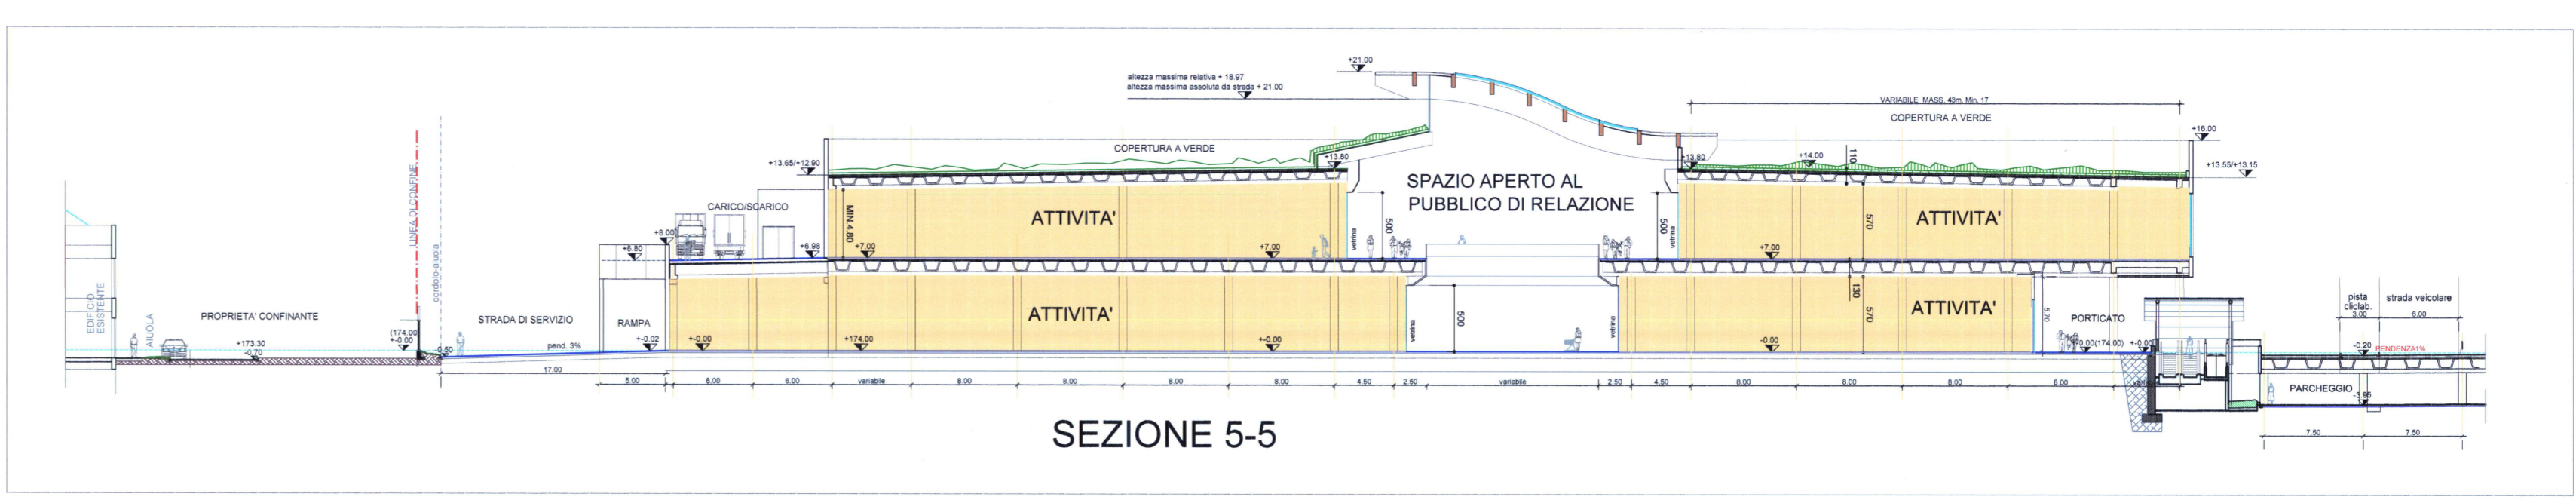 +21.00
altezza massima relativa + 18.97
altezza massima assoluta da strada + 21.00
VARIABILE MASS. 43m. Min. 17
COPERTURA A VERDE
+16.00
COPERTURA A VERDE
+13.65/+12.90
+13.80
+13.80
+14.00
110
+13.55/+13.15
LINEA DI CONFINE
SPAZIO APERTO AL
PUBBLICO DI RELAZIONE
CARICO/SCARICO
MIN.4.80
ATTIVITA'
500
vetrina
500
vetrina
570
ATTIVITA'
+8.00
+6.80
+6.98
+7.00
+7.00
+7.00
cordolo-aiuola
EDIFICIO
ESISTENTE
AIUOLA
PROPRIETA' CONFINANTE
STRADA DI SERVIZIO
RAMPA
ATTIVITA'
vetrina
500
vetrina
130
570
ATTIVITA'
5.70
PORTICATO
pista
cliclab.
3.00
strada veicolare
6.00
(174.00
+-0.00
+173.30
-0.70
-0.50
pend. 3%
+-0.02
+-0.00
+174.00
+-0.00
-0.00
+-0.00(174.00)
+-0.00
-0.20
PENDENZA1%
17.00
5.00
6.00
6.00
variabile
8.00
8.00
8.00
8.00
4.50
2.50
variabile
2.50
4.50
8.00
8.00
8.00
8.00
PARCHEGGIO
-3.95
7.50
7.50
SEZIONE 5-5